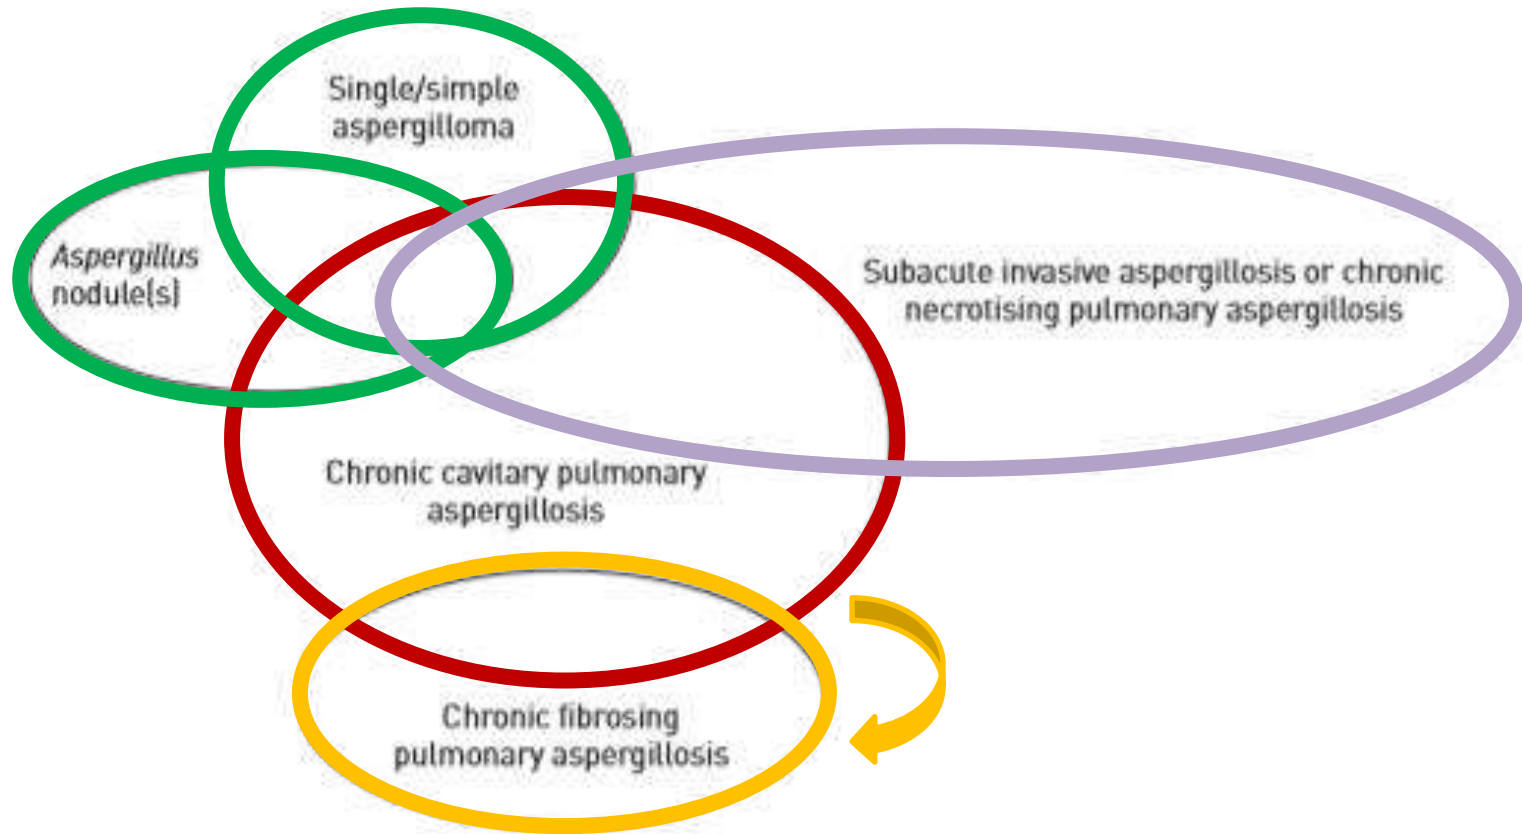 Single/simple
aspergilloma
Aspergillus
nodule(s)
Subacute invasive aspergillosis or chronic
necrotising pulmonary aspergillosis
Chronic cavitary pulmonary
aspergillosis
Chronic fibrosing
pulmonary aspergillosis